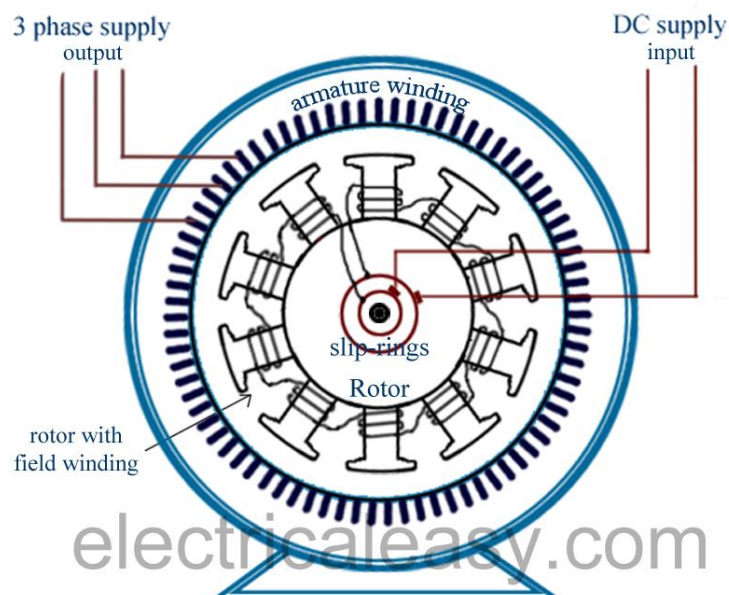 3 phase supply
output
DC supply
input
armature winding
slip-rings
Rotor
rotor with
field winding
electricaleasy.com